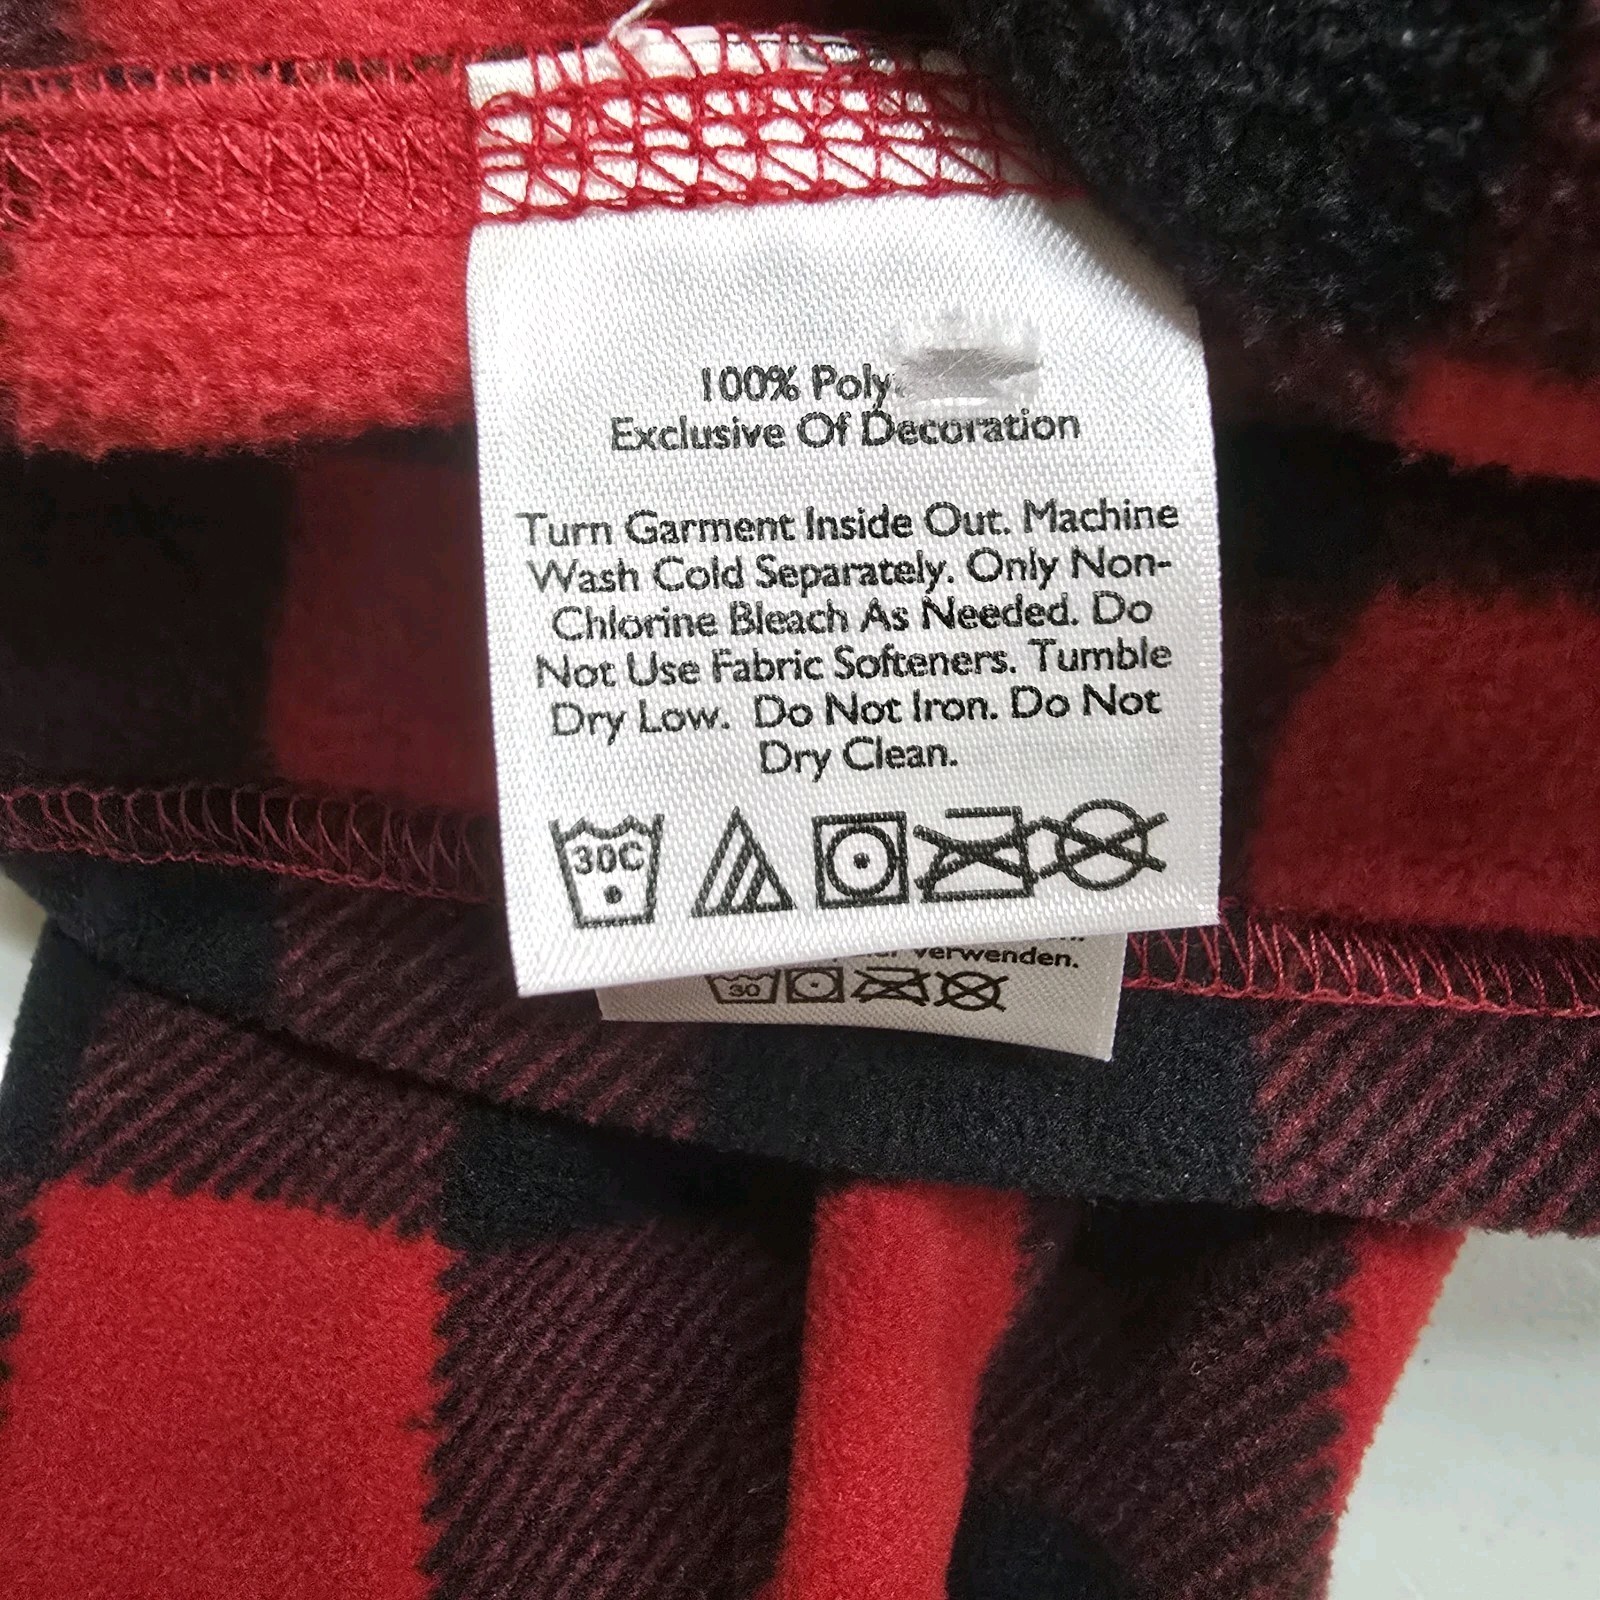 100%
Exclusive Of Decoration
Turn Garment Inside Out. Machine
Wash Cold Separately. Only Non-
Chlorine Bleach As Needed. Do
Not Use Fabric Softeners. Tumble
Dry Low. Do Not Iron. Do Not
Dry Clean.
30C
verwenden.
30